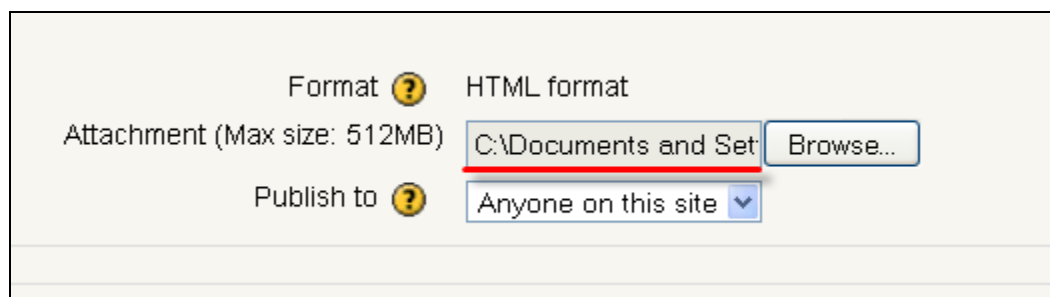 Format ? HTML format
Attachment (Max size: 512MB) C:\Documents and Set Browse...
Publish to ? Anyone on this site